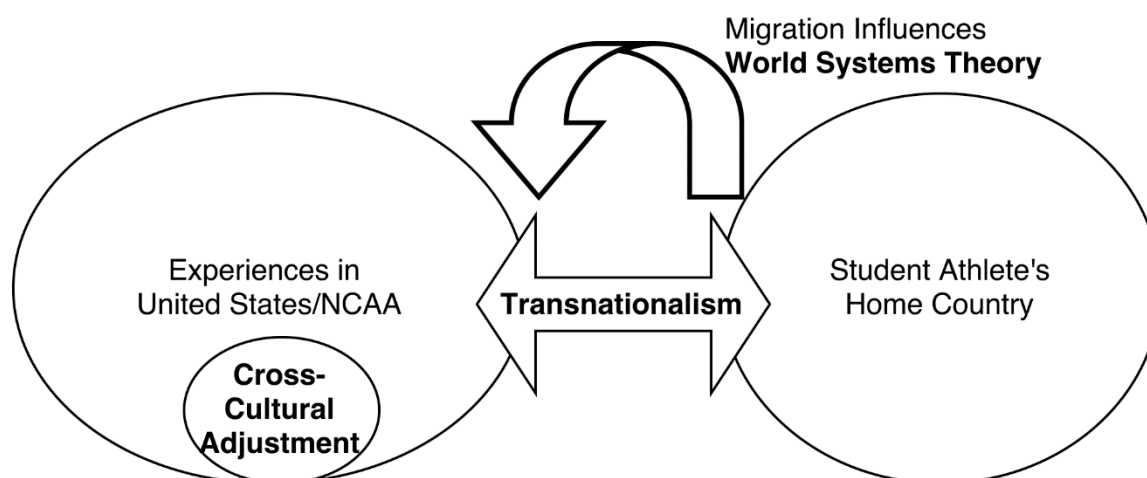 Migration Influences
World Systems Theory
Experiences in
United States/NCAA
Transnationalism
Student Athlete's
Home Country
Cross-
Cultural
Adjustment